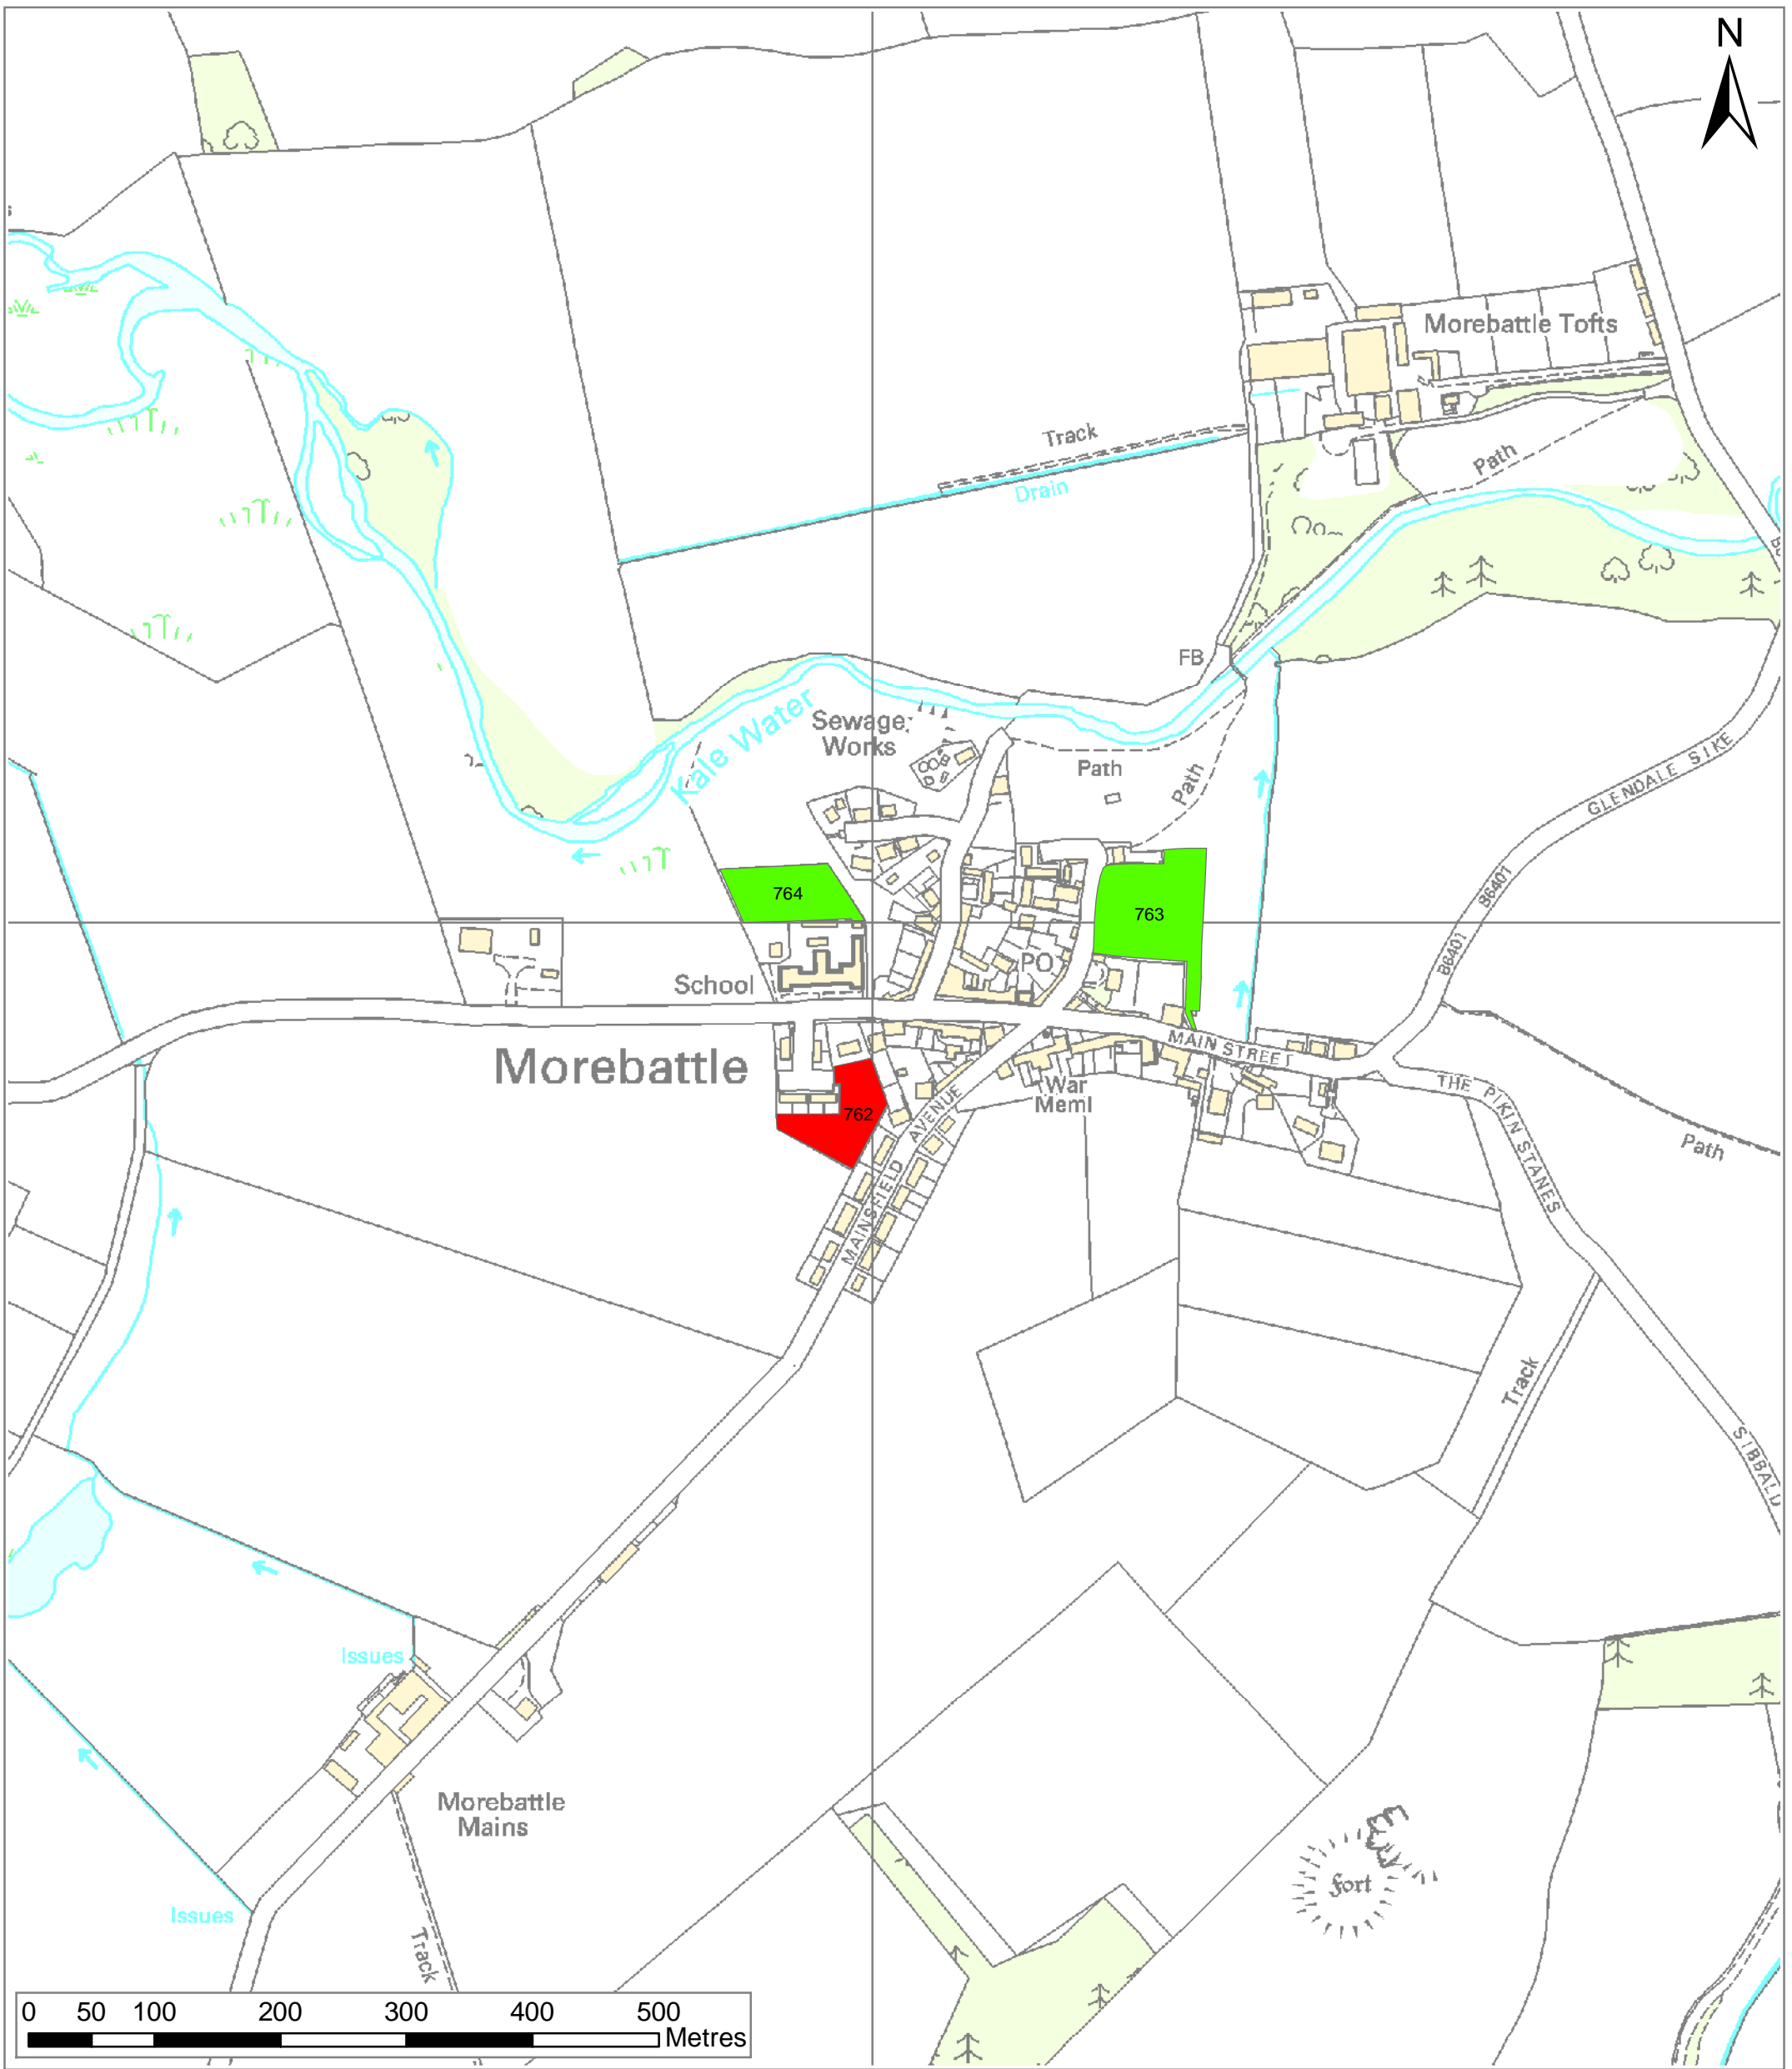 N
Morebattle Tofts
Track
Drain
Path
FB
Kale Water
Sewage
Works
Path
Path
GLENDALE SIKE
B6401
B6401
764
763
PO
School
Morebattle
MAIN STREET
War
Meml
762
AVENUE
MAINSFIELD
THE PIKIN STANES
Path
Track
SIBBALD
Issues
Morebattle
Mains
fort
Issues
Track
0 50 100 200 300 400 500
Metres